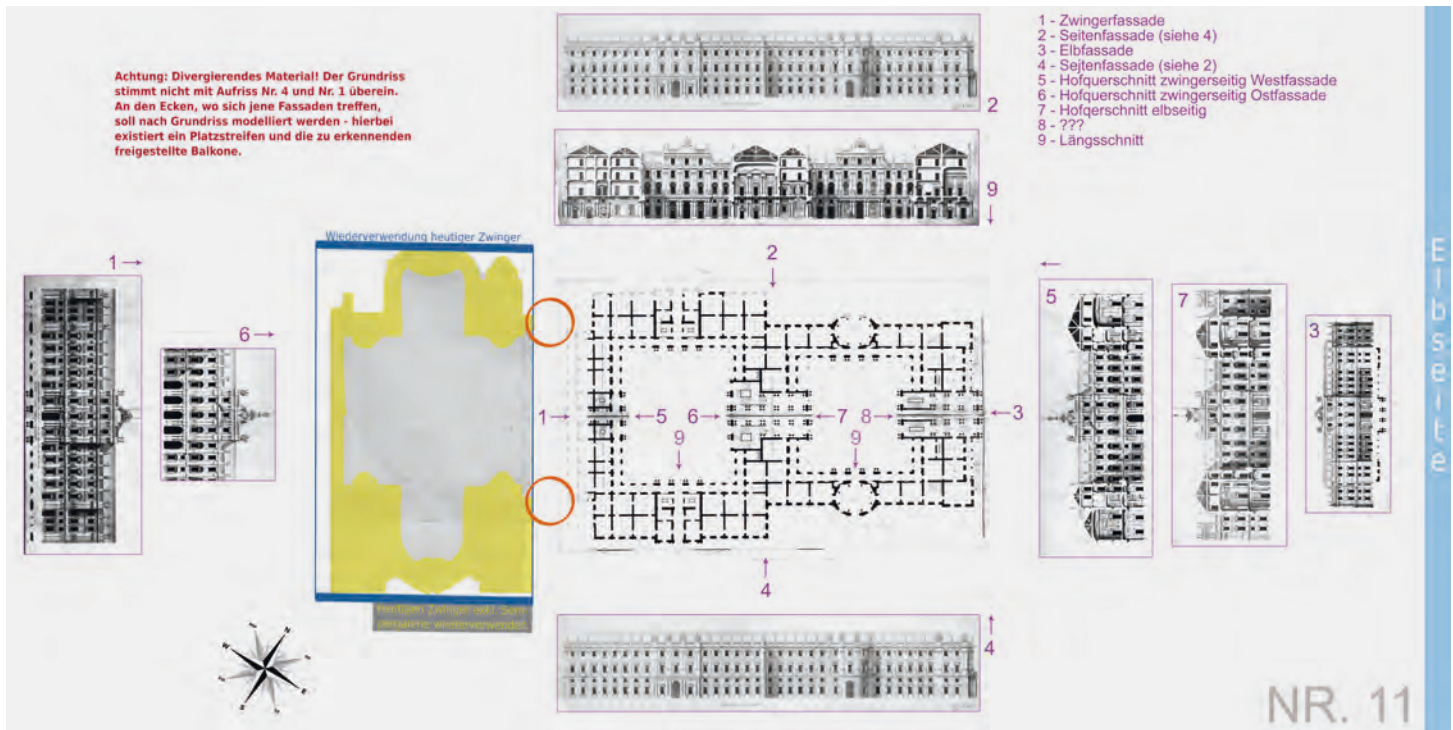 1 - Zwingerfassade
2 - Seitenfassade (siehe 4)
3 - Elbfassade
4 - Sejtenfassade (siehe 2)
5 - Hofquerschnitt zwingerseitig Westfassade
6 - Hofquerschnitt zwingerseitig Ostfassade
7 - Hofqerschnitt elbseitig
8 - ???
9 - Längsschnitt
Achtung: Divergierendes Material! Der Grundriss
stimmt nicht mit Aufriss Nr. 4 und Nr. 1 überein.
An den Ecken, wo sich jene Fassaden treffen,
soll nach Grundriss modelliert werden - hierbei
existiert ein Platzstreifen und die zu erkennenden
freigestellte Balkone.
2
9
Wiederverwendung heutiger Zwinger
1
6
2
5
7
3
1
5
6
7
8
3
9
9
4
4
Elbseite
NR. 11